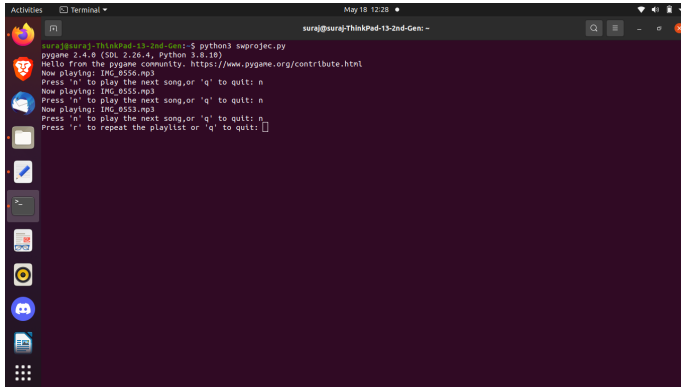 Activities
Terminal
May 18 12:28
suraj@suraj-ThinkPad-13-2nd-Gen: ~
suraj@suraj-ThinkPad-13-2nd-Gen:~$ python3 swprojec.py
pygame 2.4.0 (SDL 2.26.4, Python 3.8.10)
Hello from the pygame community. https://www.pygame.org/contribute.html
Now playing: IMG_0556.mp3
Press 'n' to play the next song,or 'q' to quit: n
Now playing: IMG_0555.mp3
Press 'n' to play the next song,or 'q' to quit: n
Now playing: IMG_0553.mp3
Press 'n' to play the next song,or 'q' to quit: n
Press 'r' to repeat the playlist or 'q' to quit: